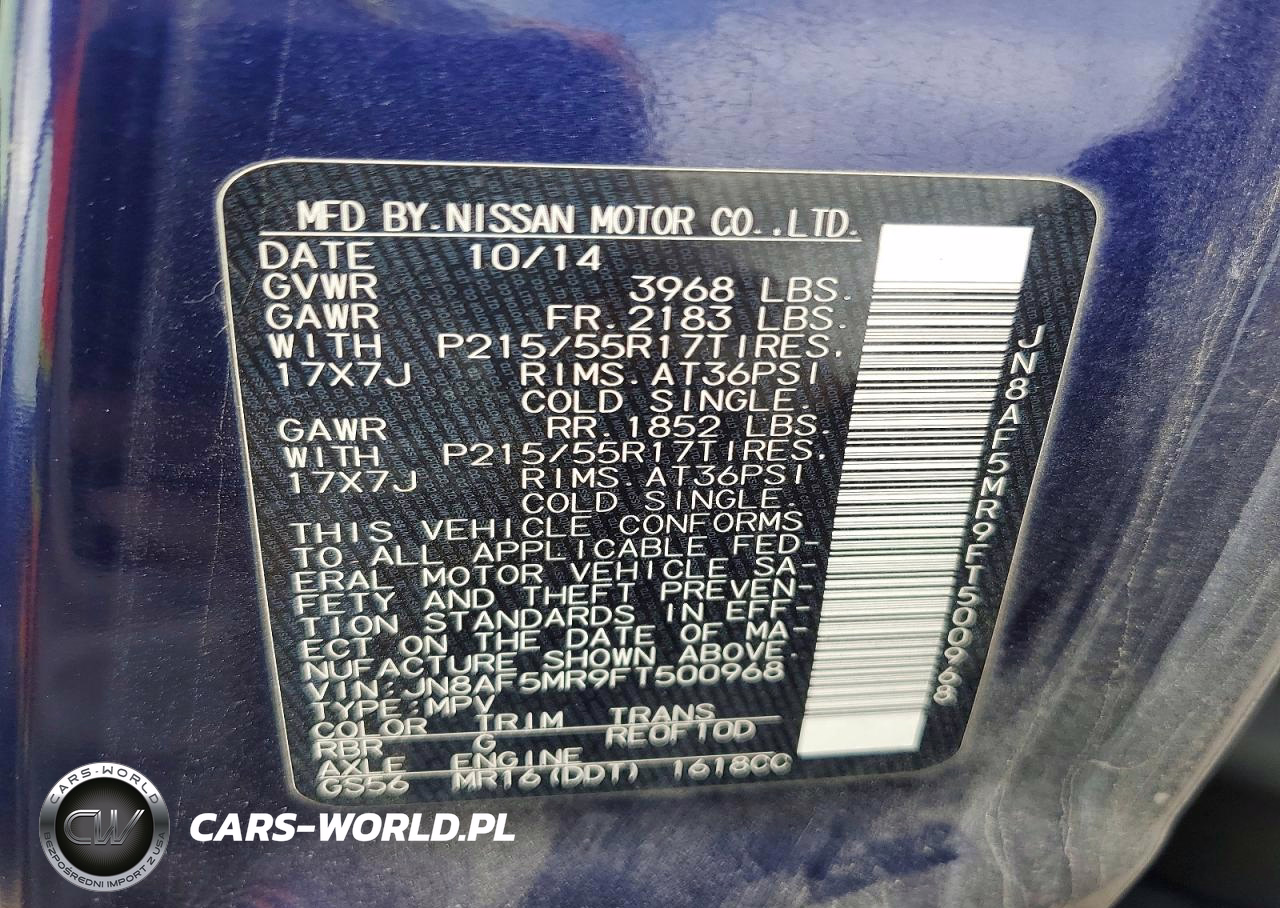 MFD BY.NISSAN MOTOR CO.,LTD.
DATE 10/14
GVWR 3968 LBS.
GAWR FR.2183 LBS.
WITH P215/55R17TIRES.
17X7J RIMS.AT36PSI
COLD SINGLE.
GAWR RR.1852 LBS.
WITH P215/55R17TIRES.
17X7J RIMS.AT36PSI
COLD SINGLE.
THIS VEHICLE CONFORMS
TO ALL APPLICABLE FED-
ERAL MOTOR VEHICLE SA-
FETY AND THEFT PREVEN-
TION STANDARDS IN EFF-
ECT ON THE DATE OF MA-
NUFACTURE SHOWN ABOVE.
VIN:JN8AF5MR9FT500968
TYPE:MPV
COLOR TRIM TRANS
RBR G RE0F10D
AXLE ENGINE
GS56 MR16(DDT) 1618CC
JN8AF5MR9FT500968
CARS-WORLD
CW
BEZPOŚREDNI IMPORT Z USA
CARS-WORLD.PL